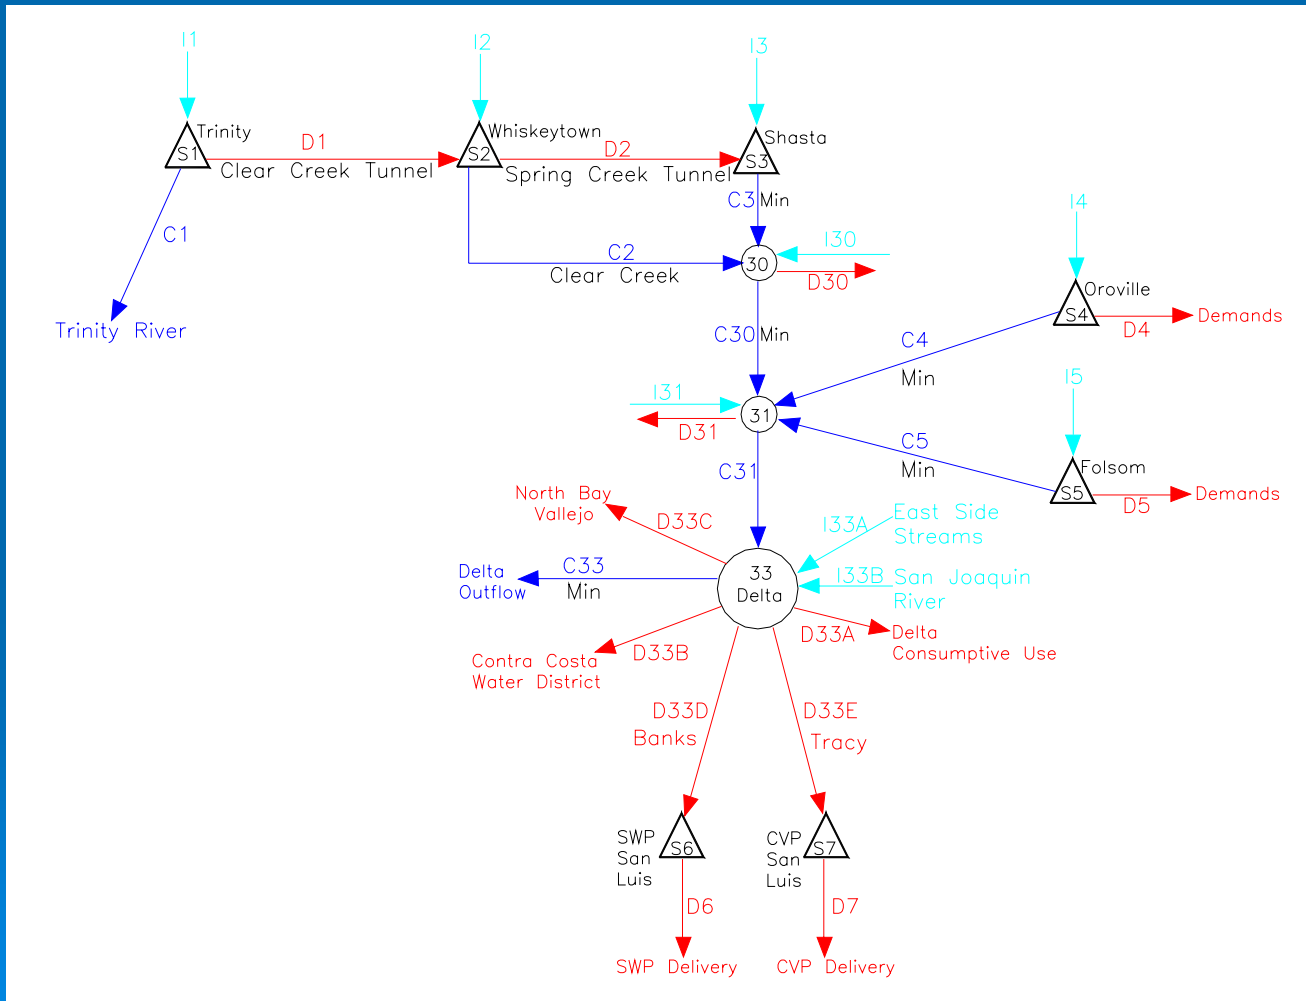 I1
I2
I3
Trinity
S1
D1
Clear Creek Tunnel
Whiskeytown
S2
D2
Spring Creek Tunnel
Shasta
S3
C1
Trinity River
C3 Min
C2
Clear Creek
30
I30
D30
I4
Oroville
S4
D4
Demands
C30 Min
C4
Min
I31
31
D31
I5
Folsom
S5
D5
Demands
C5
Min
C31
North Bay
Vallejo
D33C
I33A
East Side
Streams
C33
Min
Delta
Outflow
33
Delta
I33B
San Joaquin
River
D33A
Delta
Consumptive Use
D33B
Contra Costa
Water District
D33D
Banks
D33E
Tracy
SWP
San
Luis
S6
CVP
San
Luis
S7
D6
D7
SWP Delivery
CVP Delivery